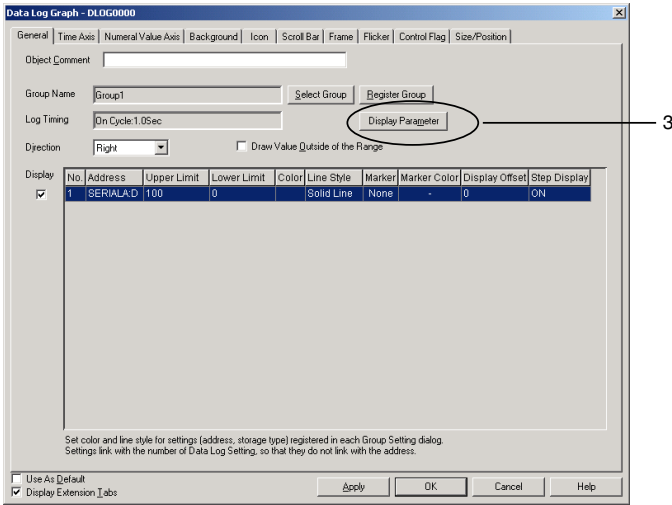 Data Log Graph - DLOG0000
General Time Axis Numeral Value Axis Background Icon Scroll Bar Frame Flicker Control Flag Size/Position
Object Comment
Group Name Group1 Select Group Register Group
Log Timing On Cycle:1.0Sec Display Parameter 3
Direction Right Draw Value Outside of the Range
Display No. Address Upper Limit Lower Limit Color Line Style Marker Marker Color Display Offset Step Display
1 SERIALA:D 100 0 Solid Line None - 0 ON
Set color and line style for settings (address, storage type) registered in each Group Setting dialog.
Settings link with the number of Data Log Setting, so that they do not link with the address.
Use As Default
Display Extension Tabs Apply OK Cancel Help